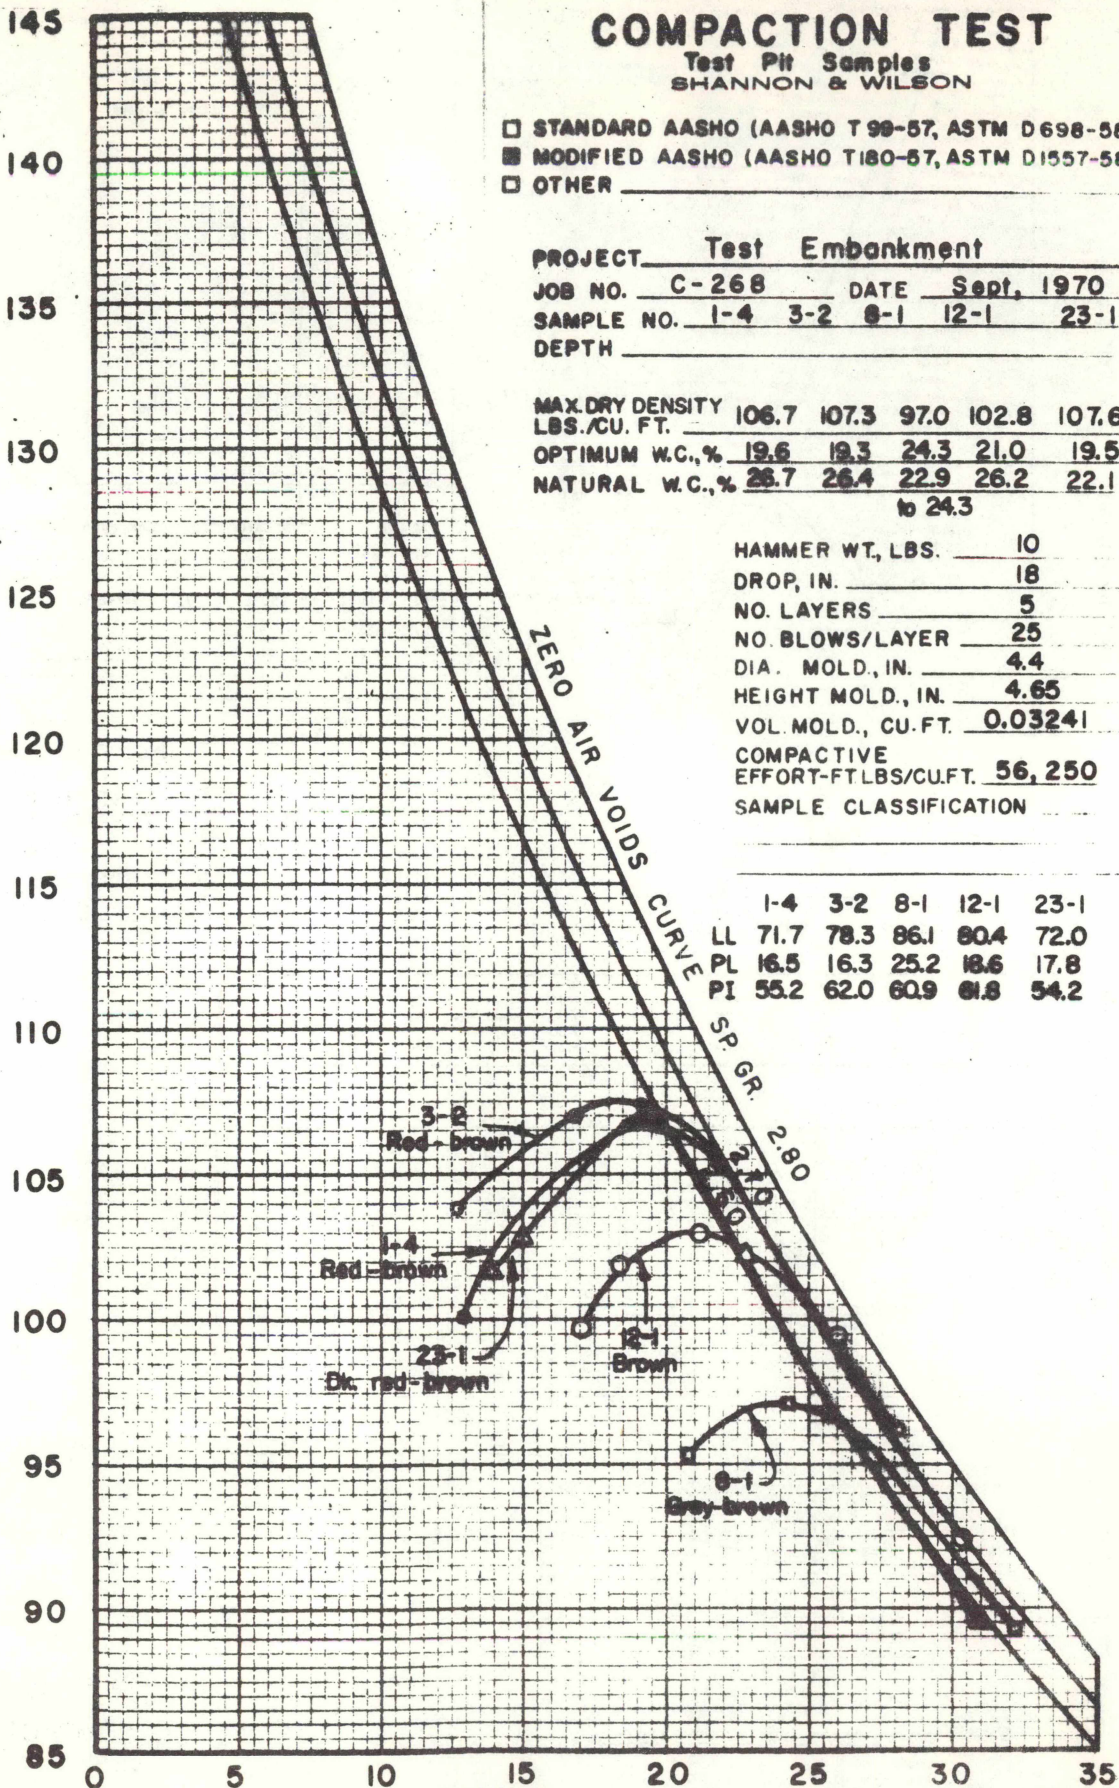 COMPACTION TEST
Test Pit Samples
SHANNON & WILSON
□ STANDARD AASHO (AASHO T 99-57, ASTM D698-58
■ MODIFIED AASHO (AASHO T180-57, ASTM D1557-58
□ OTHER
PROJECT Test Embankment
JOB NO. C-268 DATE Sept, 1970
SAMPLE NO. 1-4 3-2 8-1 12-1 23-1
DEPTH
MAX. DRY DENSITY
LBS./CU. FT. 106.7 107.3 97.0 102.8 107.6
OPTIMUM W.C.,% 19.6 19.3 24.3 21.0 19.5
NATURAL W.C.,% 26.7 26.4 22.9 26.2 22.1
to 24.3
HAMMER WT., LBS. 10
DROP, IN. 18
NO. LAYERS 5
NO. BLOWS/LAYER 25
DIA. MOLD., IN. 4.4
HEIGHT MOLD., IN. 4.65
VOL. MOLD., CU.FT. 0.03241
COMPACTIVE
EFFORT-FT LBS/CU.FT. 56,250
SAMPLE CLASSIFICATION
1-4 3-2 8-1 12-1 23-1
LL 71.7 78.3 86.1 80.4 72.0
PL 16.5 16.3 25.2 18.6 17.8
PI 55.2 62.0 60.9 61.8 54.2
145
140
135
130
125
120
115
110
105
100
95
90
85
ZERO AIR VOIDS CURVE SP. GR. 2.80
2.70
2.60
3-2
Red-brown
1-4
Red-brown
23-1
Dk. red-brown
12-1
Brown
8-1
Grey-brown
0 5 10 15 20 25 30 35